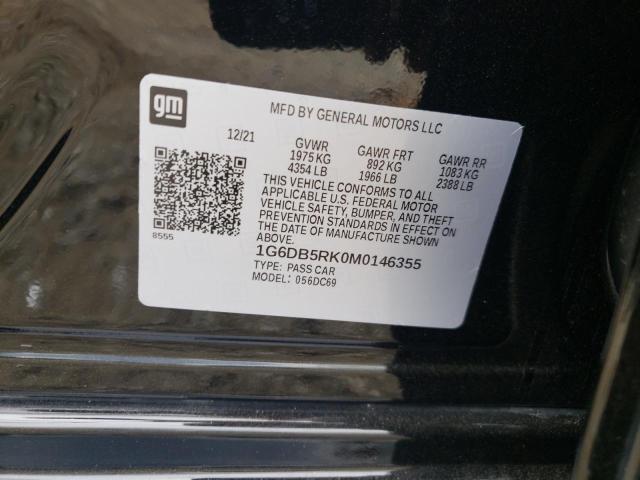 gm
MFD BY GENERAL MOTORS LLC
12/21
GVWR
1975 KG
4354 LB
GAWR FRT
892 KG
1966 LB
GAWR RR
1083 KG
2388 LB
THIS VEHICLE CONFORMS TO ALL
APPLICABLE U.S. FEDERAL MOTOR
VEHICLE SAFETY, BUMPER, AND THEFT
PREVENTION STANDARDS IN EFFECT ON
THE DATE OF MANUFACTURE SHOWN
ABOVE.
8555
1G6DB5RK0M0146355
TYPE: PASS CAR
MODEL: 056DC69